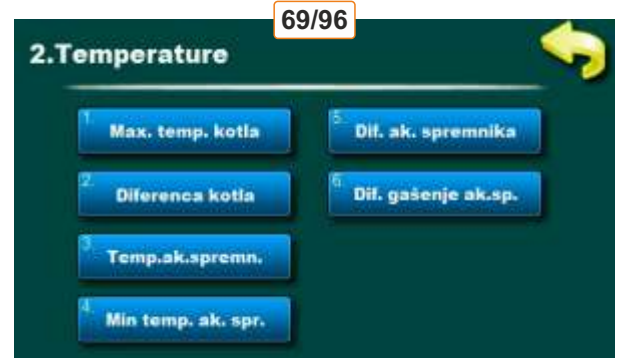 69/96
2.Temperature
1. Max. temp. kotla
2. Diferenca kotla
3. Temp.ak.spremn.
4. Min temp. ak. spr.
5. Dif. ak. spremnika
6. Dif. gašenje ak.sp.